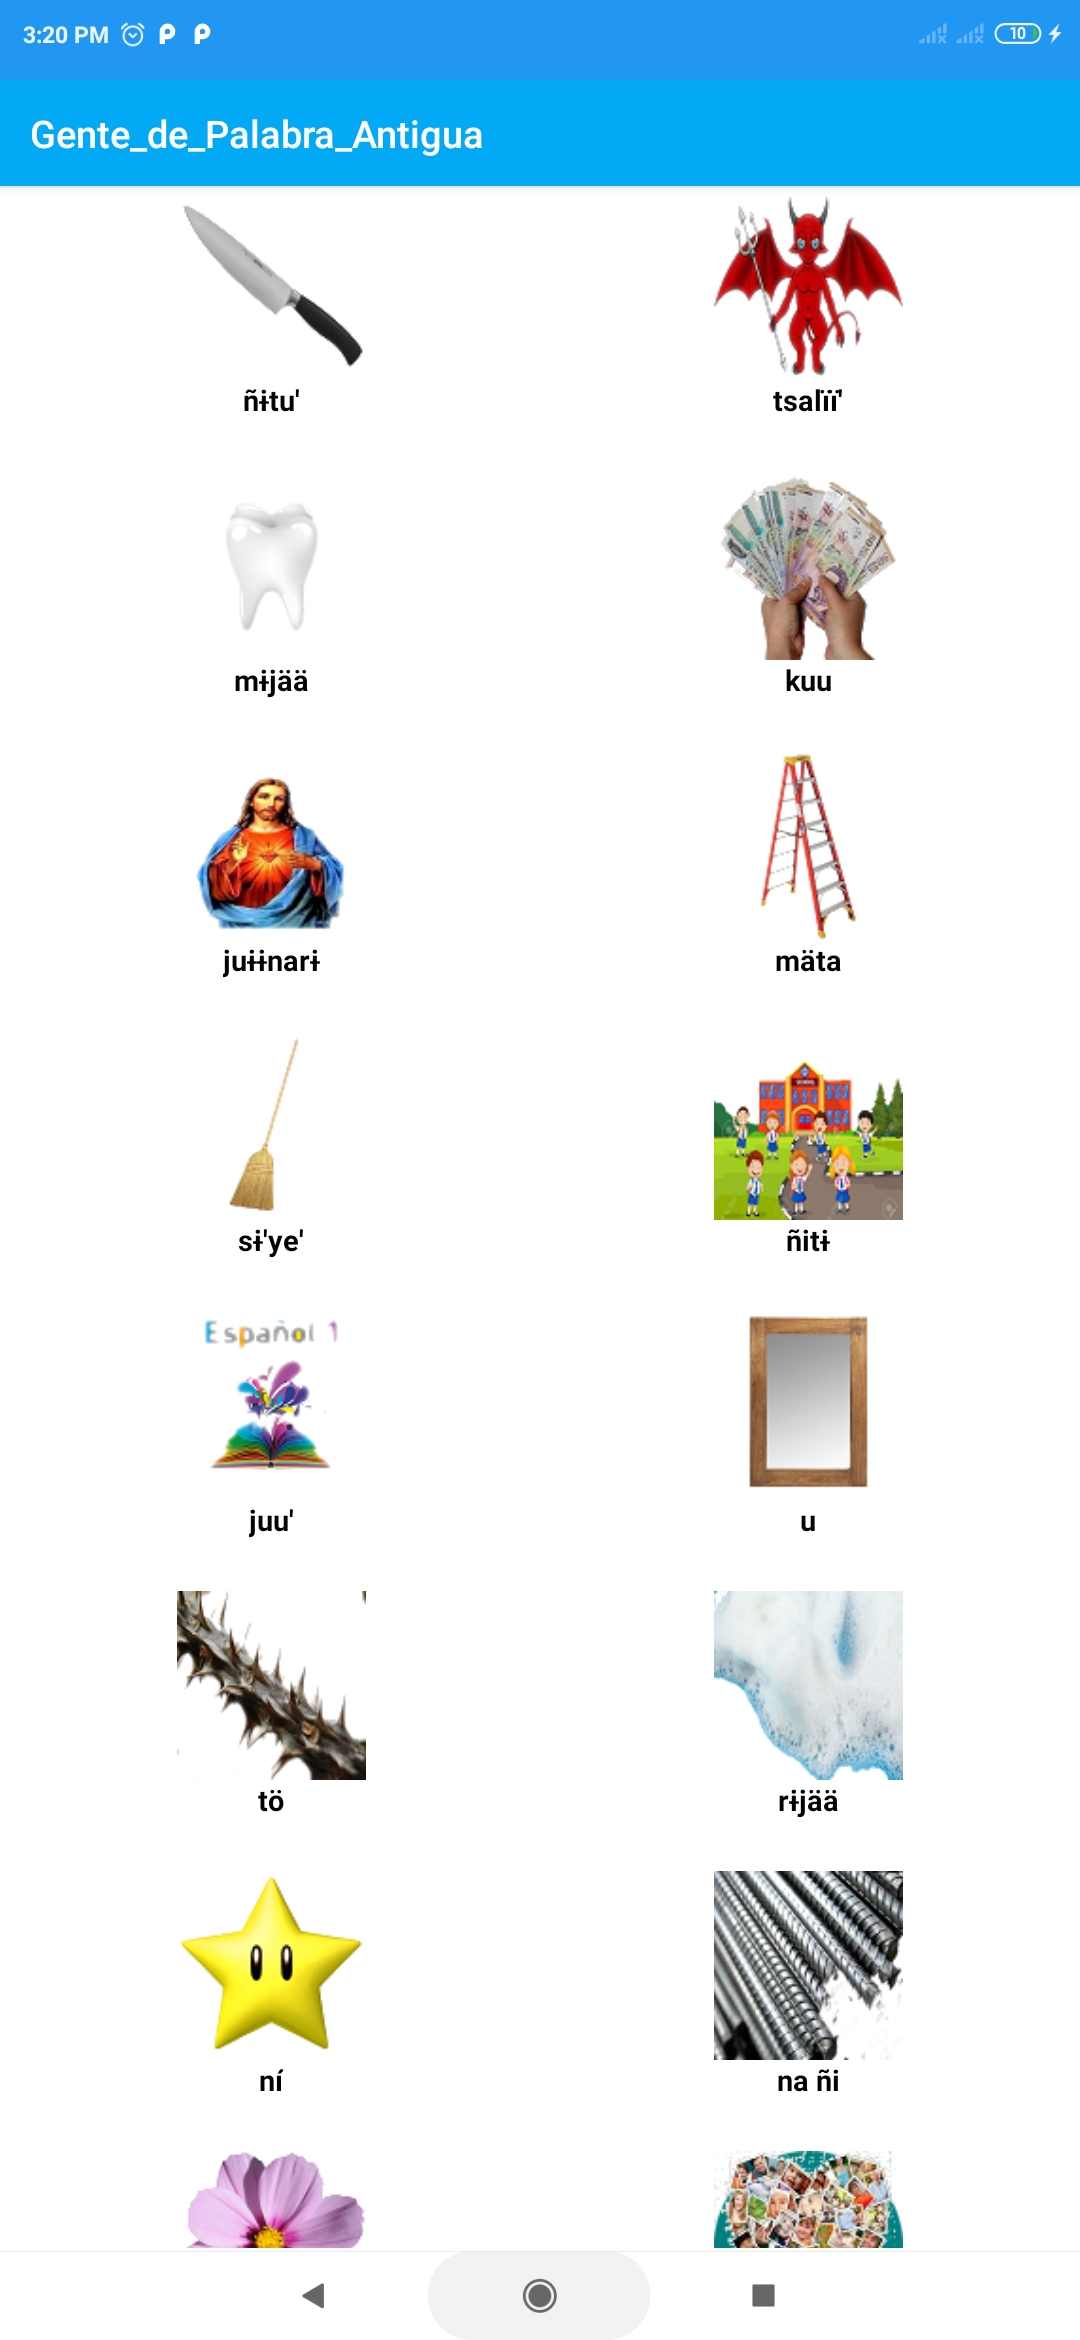 3:20 PM
10
Gente_de_Palabra_Antigua
ñɨtu'
tsalïï'
mɨjää
kuu
juɨɨnarɨ
mäta
sɨ'ye'
ñitɨ
Español 1
juu'
u
tö
rɨjää
ní
na ñi